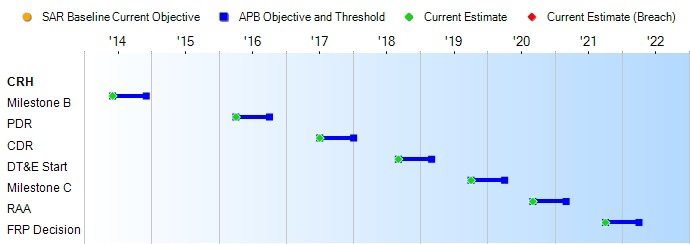 SAR Baseline Current Objective APB Objective and Threshold Current Estimate Current Estimate (Breach)
'14 '15 '16 '17 '18 '19 '20 '21 '22
CRH
Milestone B
PDR
CDR
DT&E Start
Milestone C
RAA
FRP Decision